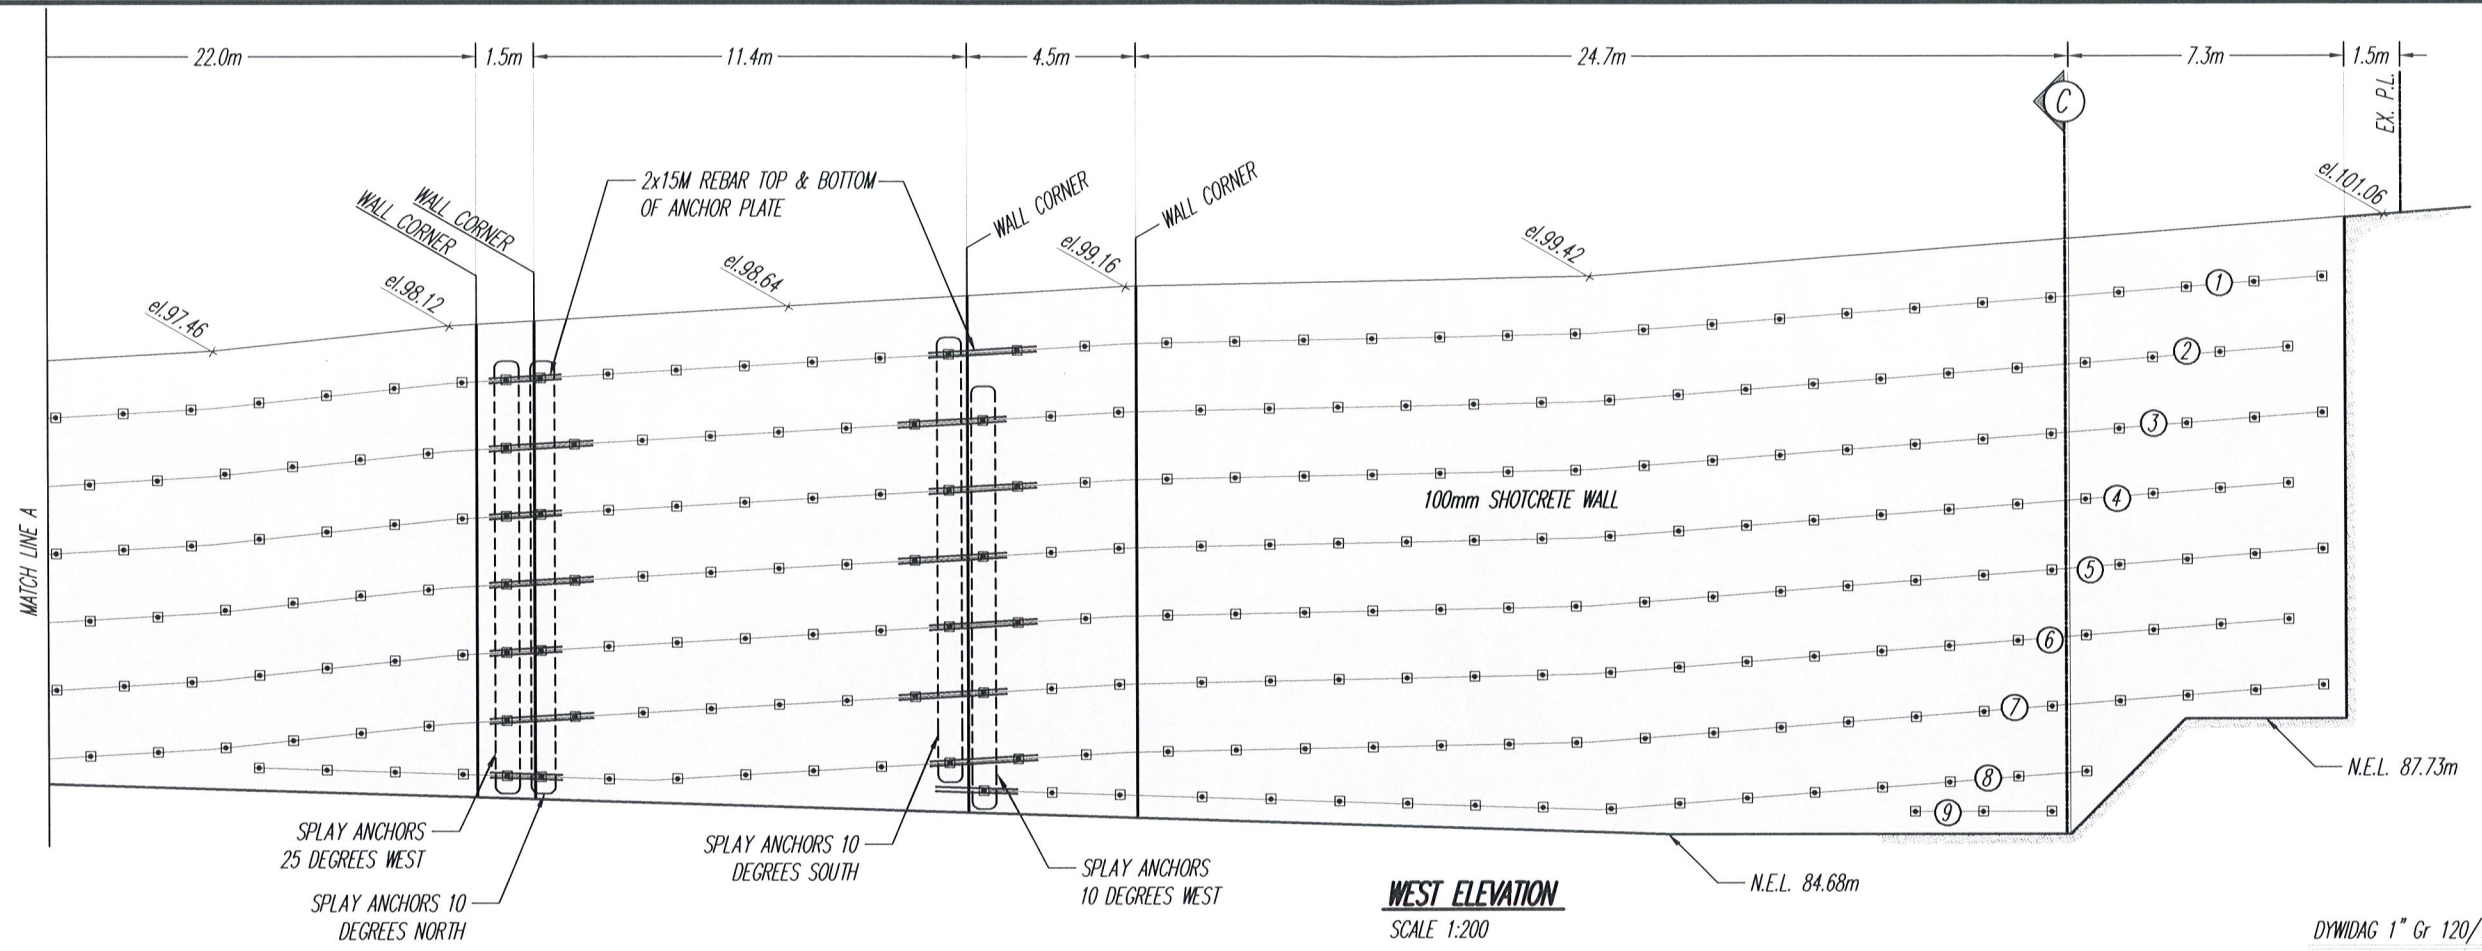 22.0m
1.5m
11.4m
4.5m
24.7m
7.3m
1.5m
C
EX. P.L.
2x15M REBAR TOP & BOTTOM
OF ANCHOR PLATE
WALL CORNER
WALL CORNER
WALL CORNER
WALL CORNER
el.97.46
el.98.12
el.98.64
el.99.16
el.99.42
el.101.06
1
2
3
4
5
6
7
8
9
100mm SHOTCRETE WALL
MATCH LINE A
N.E.L. 87.73m
SPLAY ANCHORS
25 DEGREES WEST
SPLAY ANCHORS 10
DEGREES NORTH
SPLAY ANCHORS 10
DEGREES SOUTH
SPLAY ANCHORS
10 DEGREES WEST
N.E.L. 84.68m
WEST ELEVATION
SCALE 1:200
DYWIDAG 1" Gr 120/